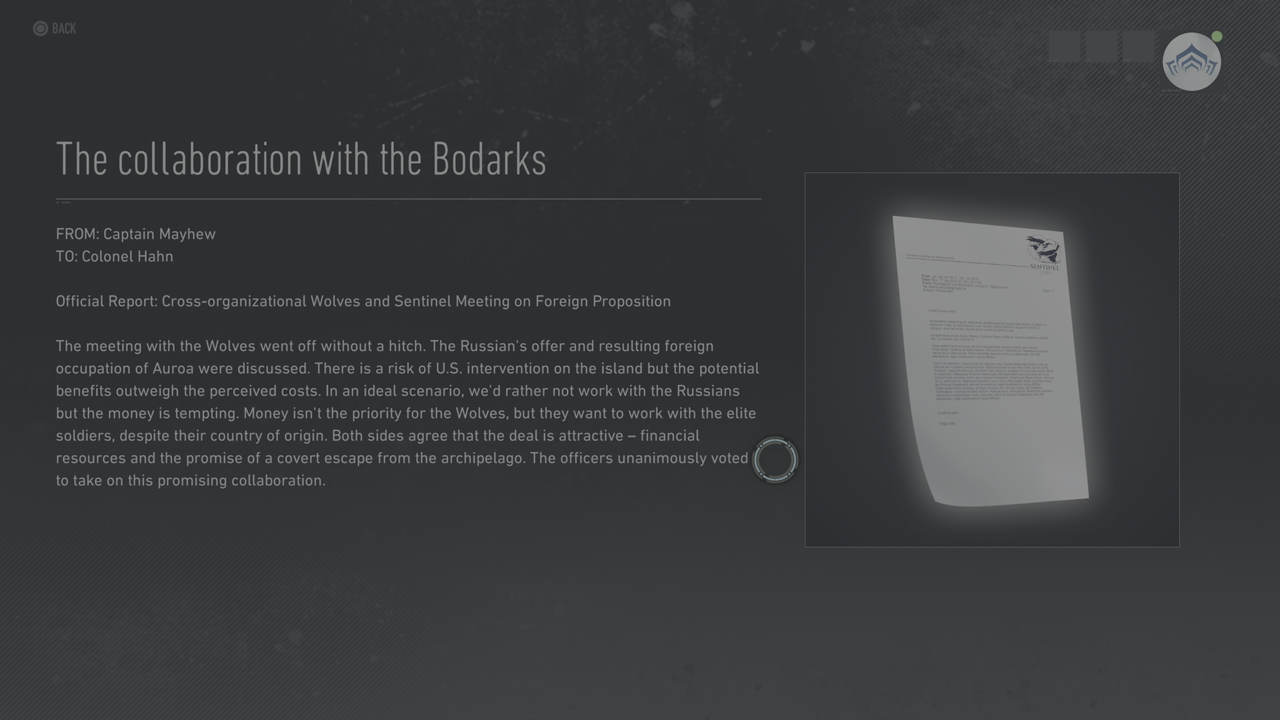 BACK
The collaboration with the Bodarks
FROM: Captain Mayhew
TO: Colonel Hahn
Official Report: Cross-organizational Wolves and Sentinel Meeting on Foreign Proposition
The meeting with the Wolves went off without a hitch. The Russian's offer and resulting foreign
occupation of Auroa were discussed. There is a risk of U.S. intervention on the island but the potential
benefits outweigh the perceived costs. In an ideal scenario, we'd rather not work with the Russians
but the money is tempting. Money isn't the priority for the Wolves, but they want to work with the elite
soldiers, despite their country of origin. Both sides agree that the deal is attractive – financial
resources and the promise of a covert escape from the archipelago. The officers unanimously voted
to take on this promising collaboration.
SENTINEL